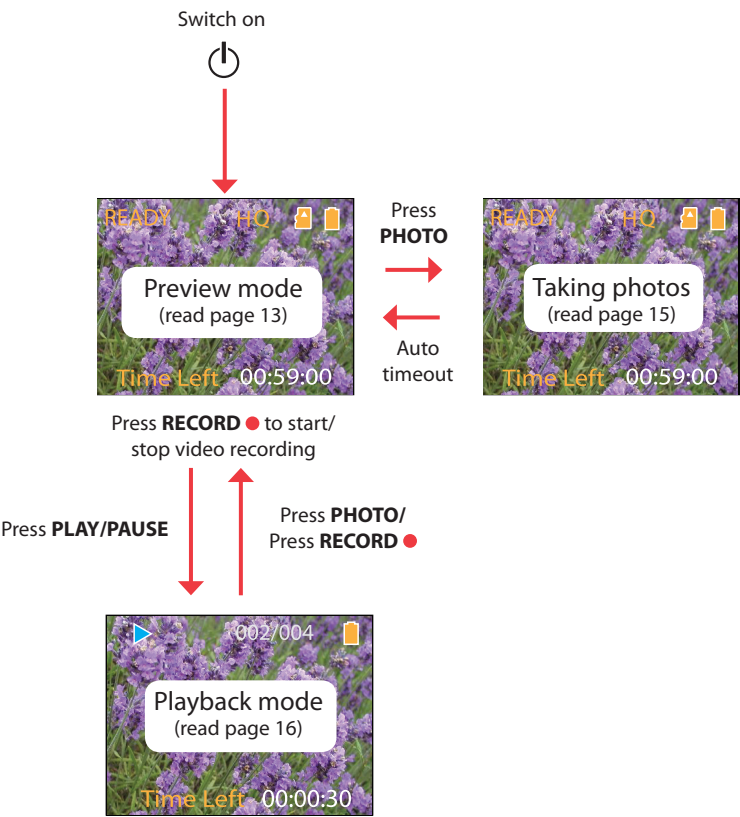 Switch on
READY HQ
Preview mode
(read page 13)
Time Left 00:59:00
Press
PHOTO
Auto
timeout
READY HQ
Taking photos
(read page 15)
Time Left 00:59:00
Press RECORD ● to start/
stop video recording
Press PLAY/PAUSE
Press PHOTO/
Press RECORD ●
002/004
Playback mode
(read page 16)
Time Left 00:00:30